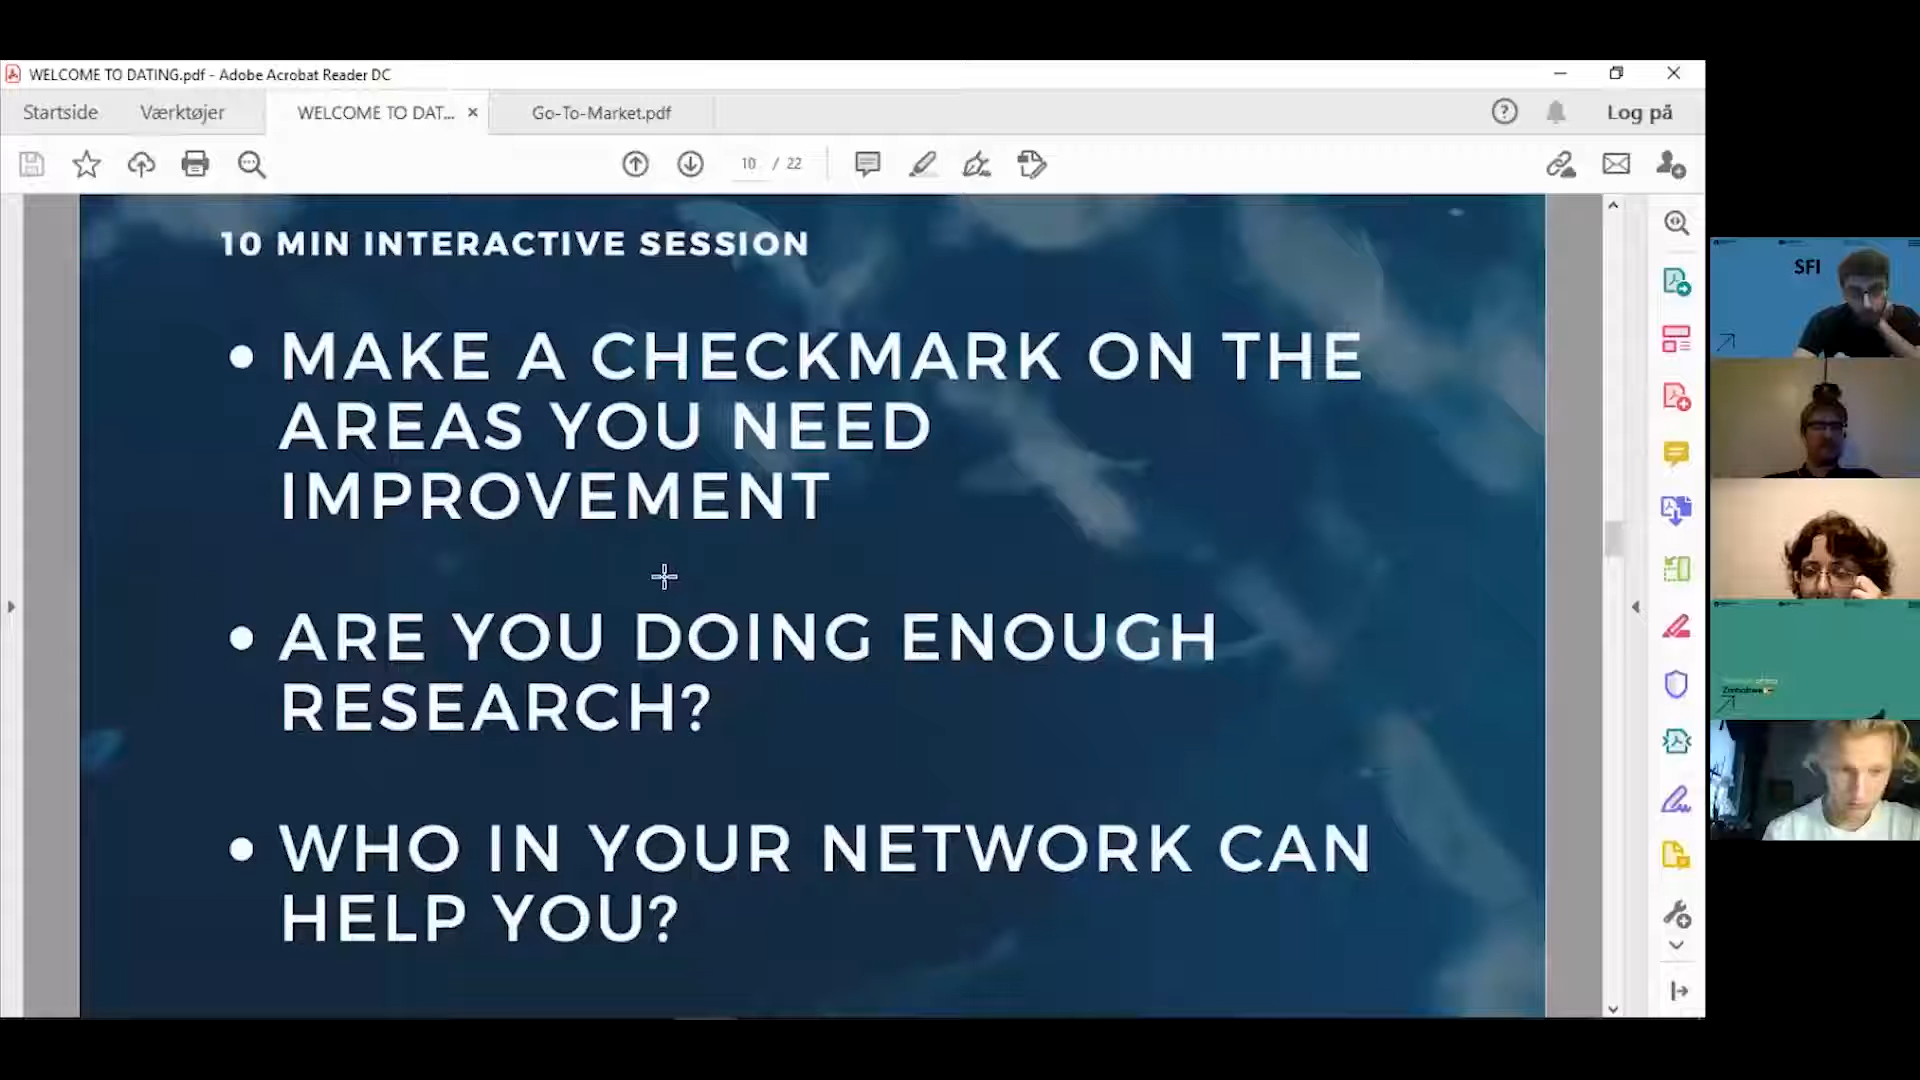 WELCOME TO DATING.pdf - Adobe Acrobat Reader DC
Startside
Værktøjer
WELCOME TO DAT...
Go-To-Market.pdf
Log på
10 / 22
10 MIN INTERACTIVE SESSION
• MAKE A CHECKMARK ON THE
AREAS YOU NEED
IMPROVEMENT
• ARE YOU DOING ENOUGH
RESEARCH?
• WHO IN YOUR NETWORK CAN
HELP YOU?
SFI
Zimbabwe